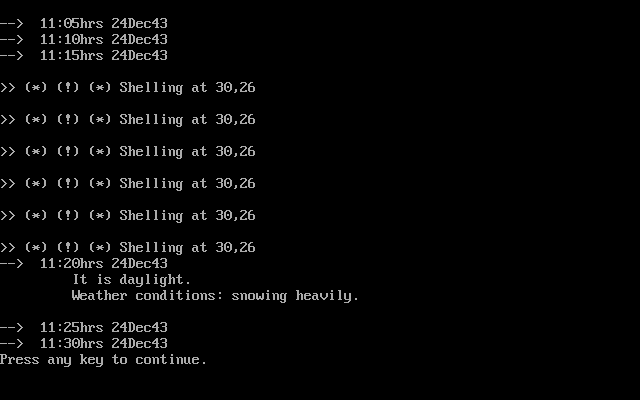 -->  11:05hrs 24Dec43
-->  11:10hrs 24Dec43
-->  11:15hrs 24Dec43
>> (*) (!) (*) Shelling at 30,26
>> (*) (!) (*) Shelling at 30,26
>> (*) (!) (*) Shelling at 30,26
>> (*) (!) (*) Shelling at 30,26
>> (*) (!) (*) Shelling at 30,26
>> (*) (!) (*) Shelling at 30,26
-->  11:20hrs 24Dec43
It is daylight.
Weather conditions: snowing heavily.
-->  11:25hrs 24Dec43
-->  11:30hrs 24Dec43
Press any key to continue.